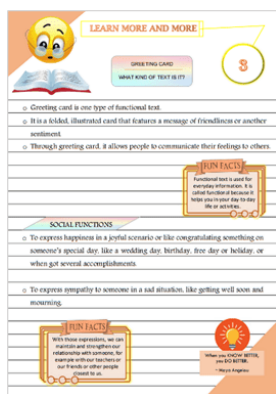 LEARN MORE AND MORE
3
GREETING CARD
WHAT KIND OF TEXT IS IT?
o Greeting card is one type of functional text.
o It is a folded, illustrated card that features a message of friendliness or another
sentiment.
o Through greeting card, it allows people to communicate their feelings to others.
FUN FACTS
Functional text is used for
everyday information. It is
called functional because it
helps you in your day to day
life or activities.
SOCIAL FUNCTIONS
o To express happiness in a joyful scenario or like congratulating something on
someone's special day, like a wedding day, birthday, free day or holiday, or
when got several accomplishments.
o To express sympathy to someone in a sad situation, like getting well soon and
mourning.
FUN FACTS
With those expressions, we can
maintain and strengthen our
relationship with someone, for
example with our teachers or
our friends or other people
closest to us.
When you KNOW BETTER,
you DO BETTER.
- Maya Angelou